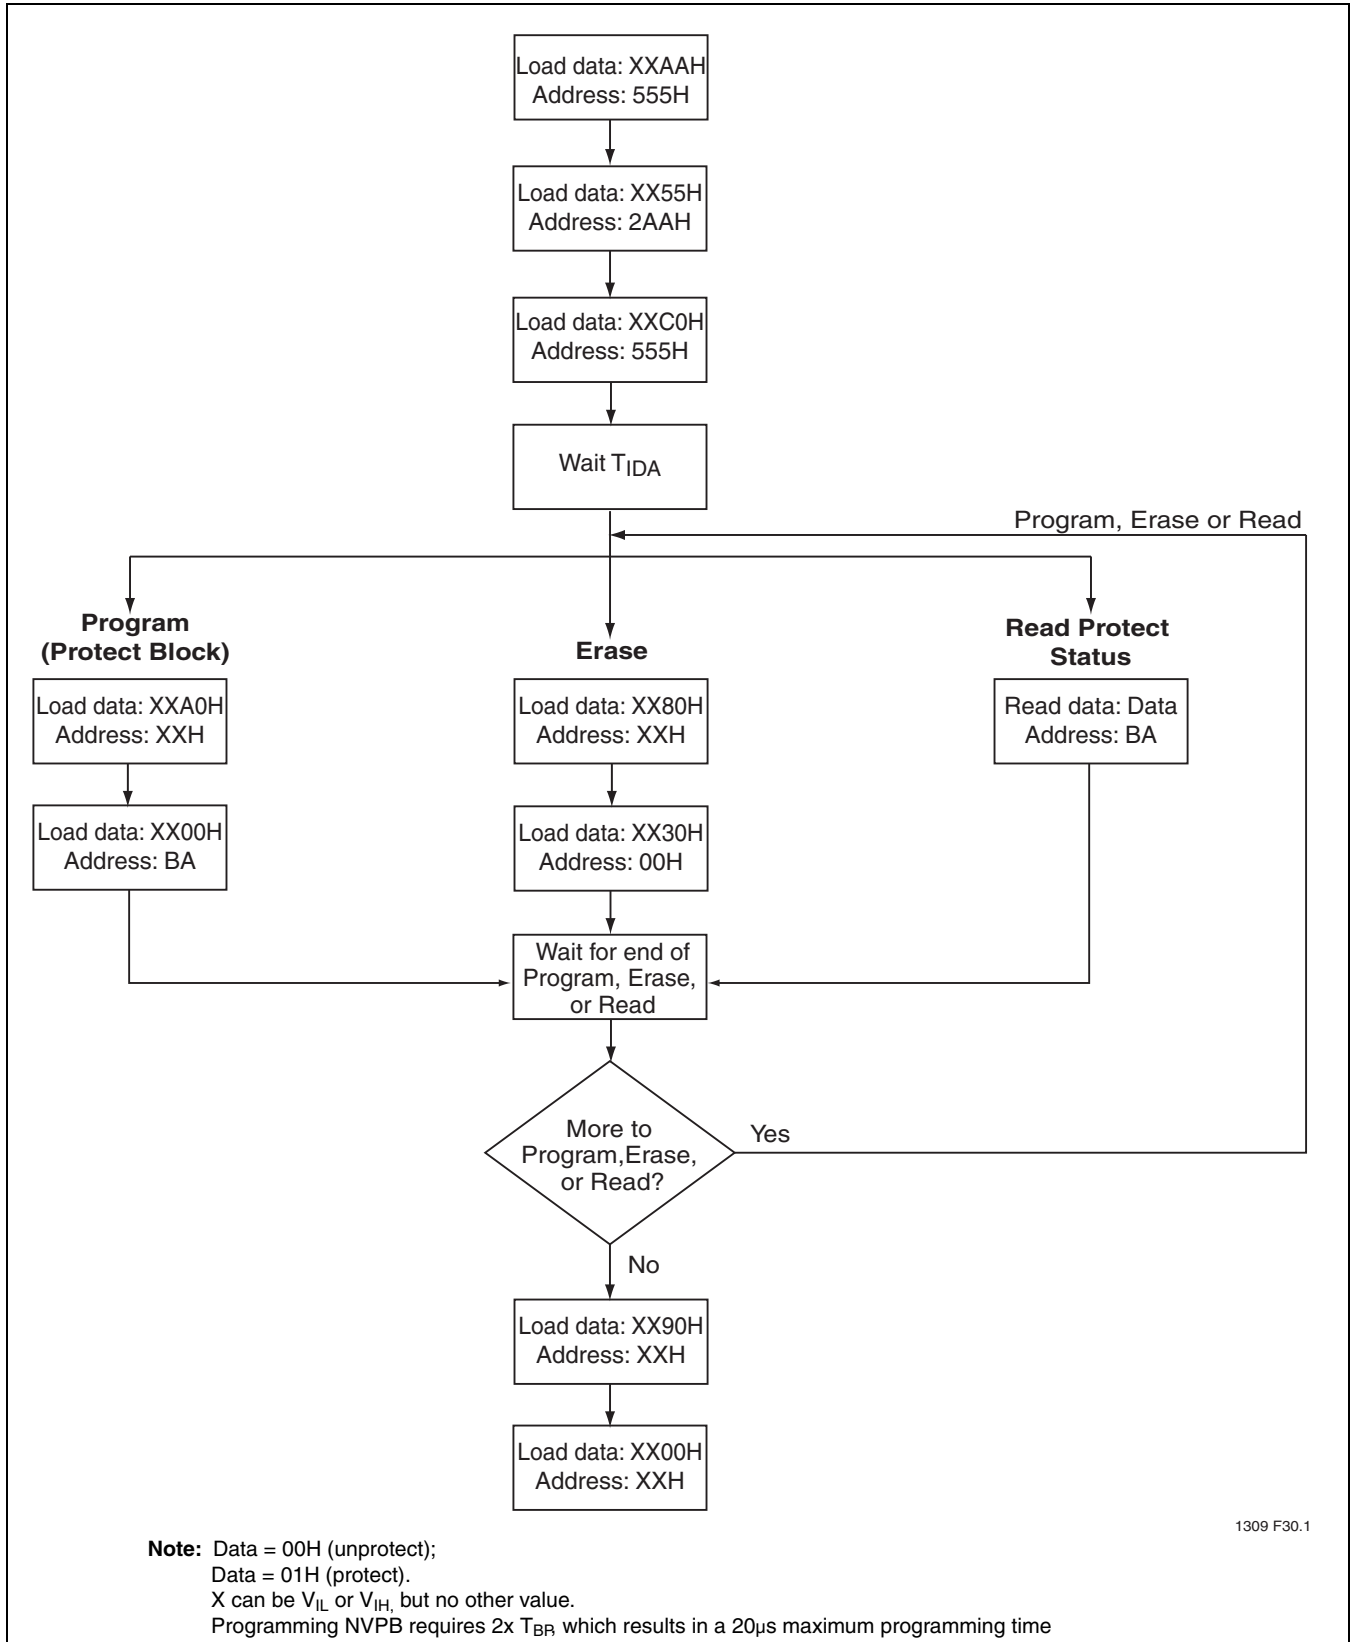 Load data: XXAAH
Address: 555H
Load data: XX55H
Address: 2AAH
Load data: XXC0H
Address: 555H
Wait TIDA
Program, Erase or Read
Program
(Protect Block)
Load data: XXA0H
Address: XXH
Load data: XX00H
Address: BA
Erase
Load data: XX80H
Address: XXH
Load data: XX30H
Address: 00H
Read Protect
Status
Read data: Data
Address: BA
Wait for end of
Program, Erase,
or Read
More to
Program,Erase,
or Read?
Yes
No
Load data: XX90H
Address: XXH
Load data: XX00H
Address: XXH
1309 F30.1
Note: Data = 00H (unprotect);
Data = 01H (protect).
X can be VIL or VIH, but no other value.
Programming NVPB requires 2x TBP, which results in a 20µs maximum programming time